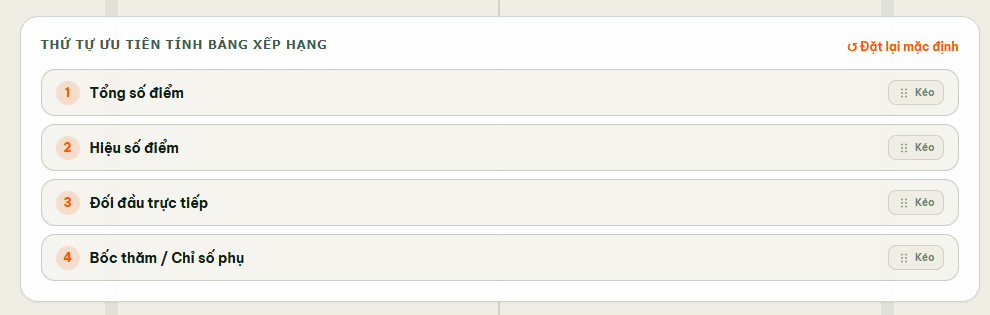 THỨ TỰ ƯU TIÊN TÍNH BẢNG XẾP HẠNG
↺ Đặt lại mặc định
1 Tổng số điểm Kéo
2 Hiệu số điểm Kéo
3 Đối đầu trực tiếp Kéo
4 Bốc thăm / Chỉ số phụ Kéo